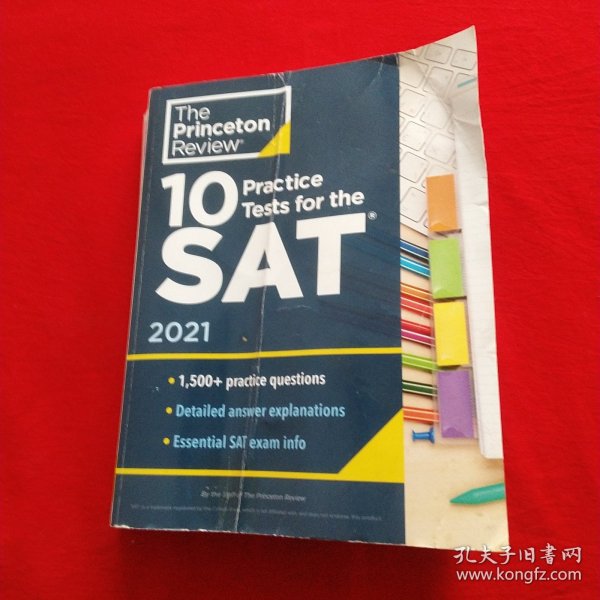 The
Princeton
Review®
10 Practice
Tests for the
SAT®
2021
• 1,500+ practice questions
• Detailed answer explanations
• Essential SAT exam info
By the Staff of The Princeton Review
孔夫子旧书网
www.kongfz.com